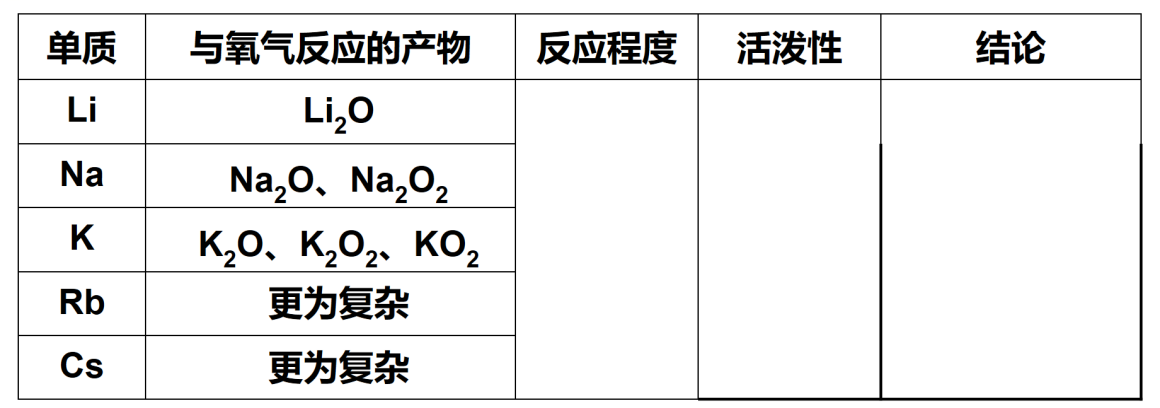 单质 与氧气反应的产物 反应程度 活泼性 结论
Li Li₂O
Na Na₂O、Na₂O₂
K K₂O、K₂O₂、KO₂
Rb 更为复杂
Cs 更为复杂